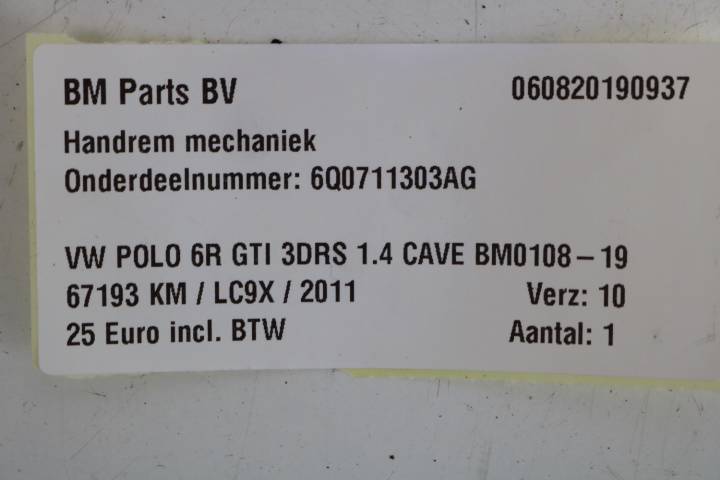 BM Parts BV 060820190937
Handrem mechaniek
Onderdeelnummer: 6Q0711303AG
VW POLO 6R GTI 3DRS 1.4 CAVE BM0108-19
67193 KM / LC9X / 2011 Verz: 10
25 Euro incl. BTW Aantal: 1